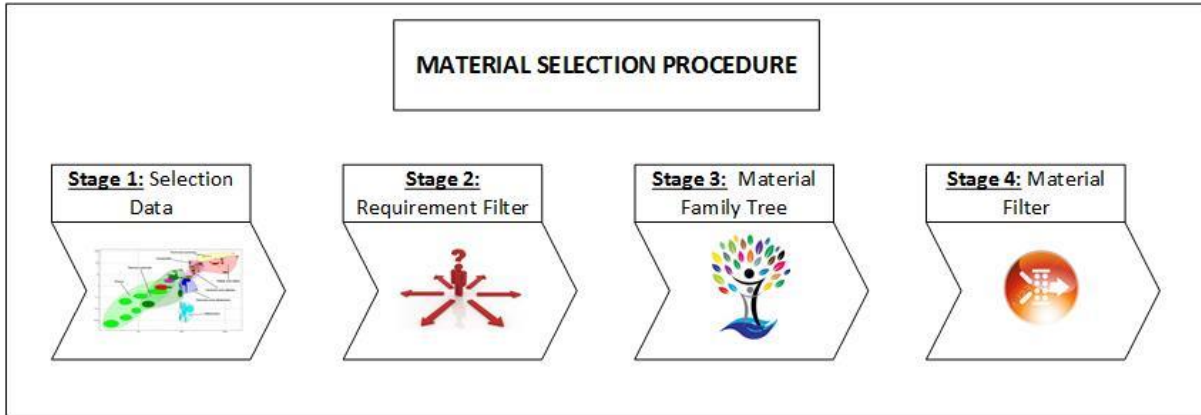 MATERIAL SELECTION PROCEDURE
Stage 1: Selection
Data
Stage 2:
Requirement Filter
Stage 3: Material
Family Tree
Stage 4: Material
Filter